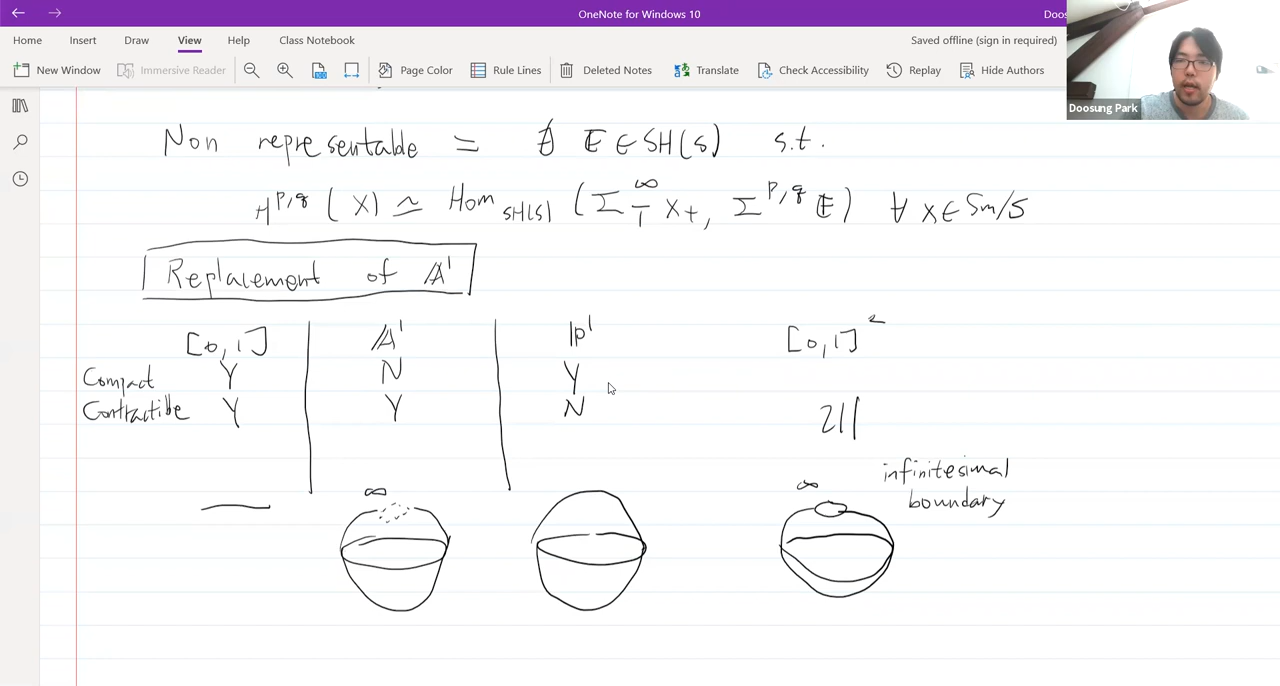 OneNote for Windows 10
Doos
Home Insert Draw View Help Class Notebook
Saved offline (sign in required)
New Window Immersive Reader Page Color Rule Lines Deleted Notes Translate Check Accessibility Replay Hide Authors
Doosung Park
Non representable = ∄ E ∈ SH(S) s.t.
H^{p,q}(X) ≃ Hom_{SH(S)}(Σ_T^∞ X_+, Σ^{p,q} E) ∀ X ∈ Sm/S
Replacement of 𝔸¹
[0,1] 𝔸¹ ℙ¹ [0,1]²
Compact Y N Y
Contractible Y Y N
infinitesimal
boundary
∞ ∞